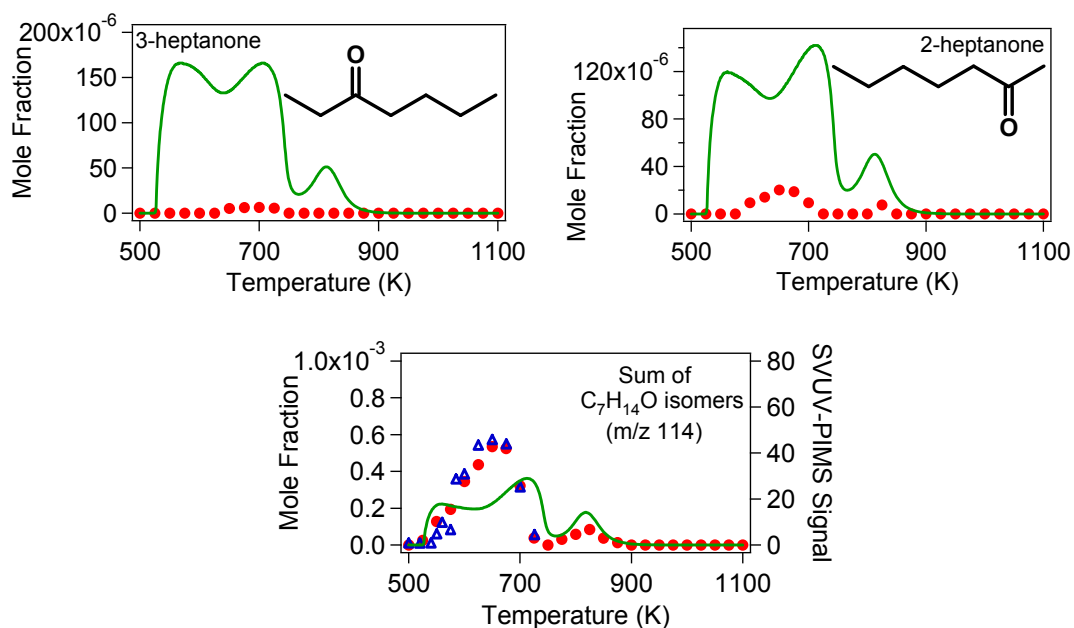 3-heptanone
O
200x10⁻⁶
150
100
50
0
Mole Fraction
500 700 900 1100
Temperature (K)
2-heptanone
O
120x10⁻⁶
80
40
0
Mole Fraction
500 700 900 1100
Temperature (K)
Sum of
C₇H₁₄O isomers
(m/z 114)
1.0x10⁻³
0.8
0.6
0.4
0.2
0.0
Mole Fraction
80
60
40
20
0
SVUV-PIMS Signal
500 700 900 1100
Temperature (K)